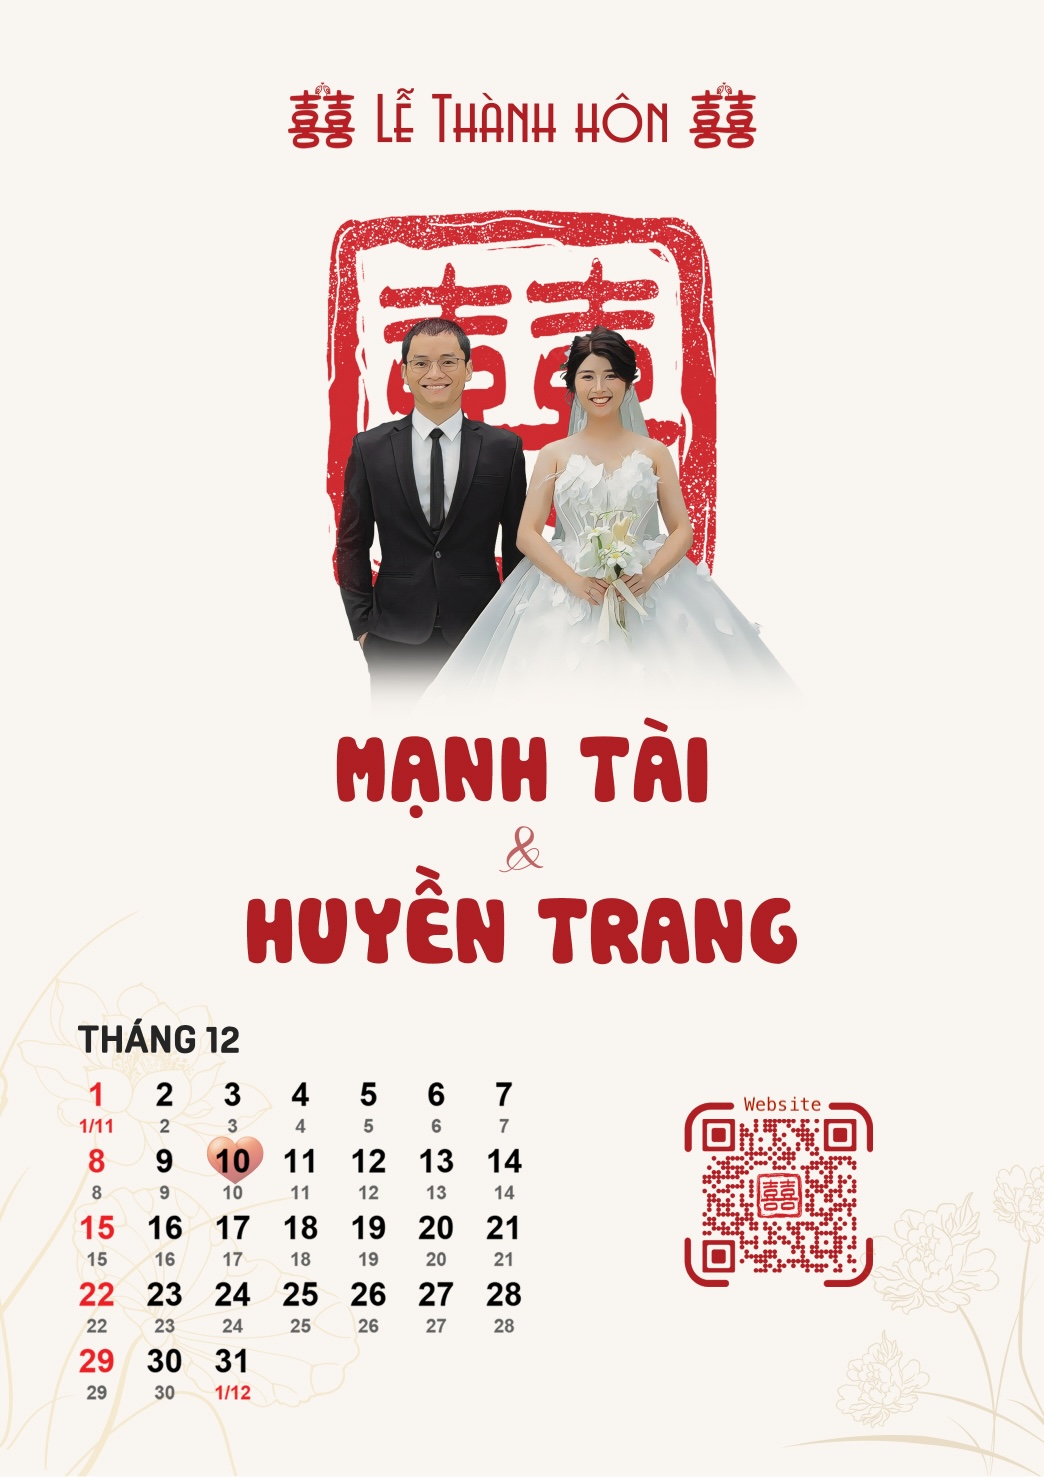 囍 LỄ THÀNH HÔN 囍
囍
MẠNH TÀI
&
HUYỀN TRANG
THÁNG 12
1 2 3 4 5 6 7
1/11 2 3 4 5 6 7
8 9 10 11 12 13 14
8 9 10 11 12 13 14
15 16 17 18 19 20 21
15 16 17 18 19 20 21
22 23 24 25 26 27 28
22 23 24 25 26 27 28
29 30 31
29 30 1/12
Website
囍